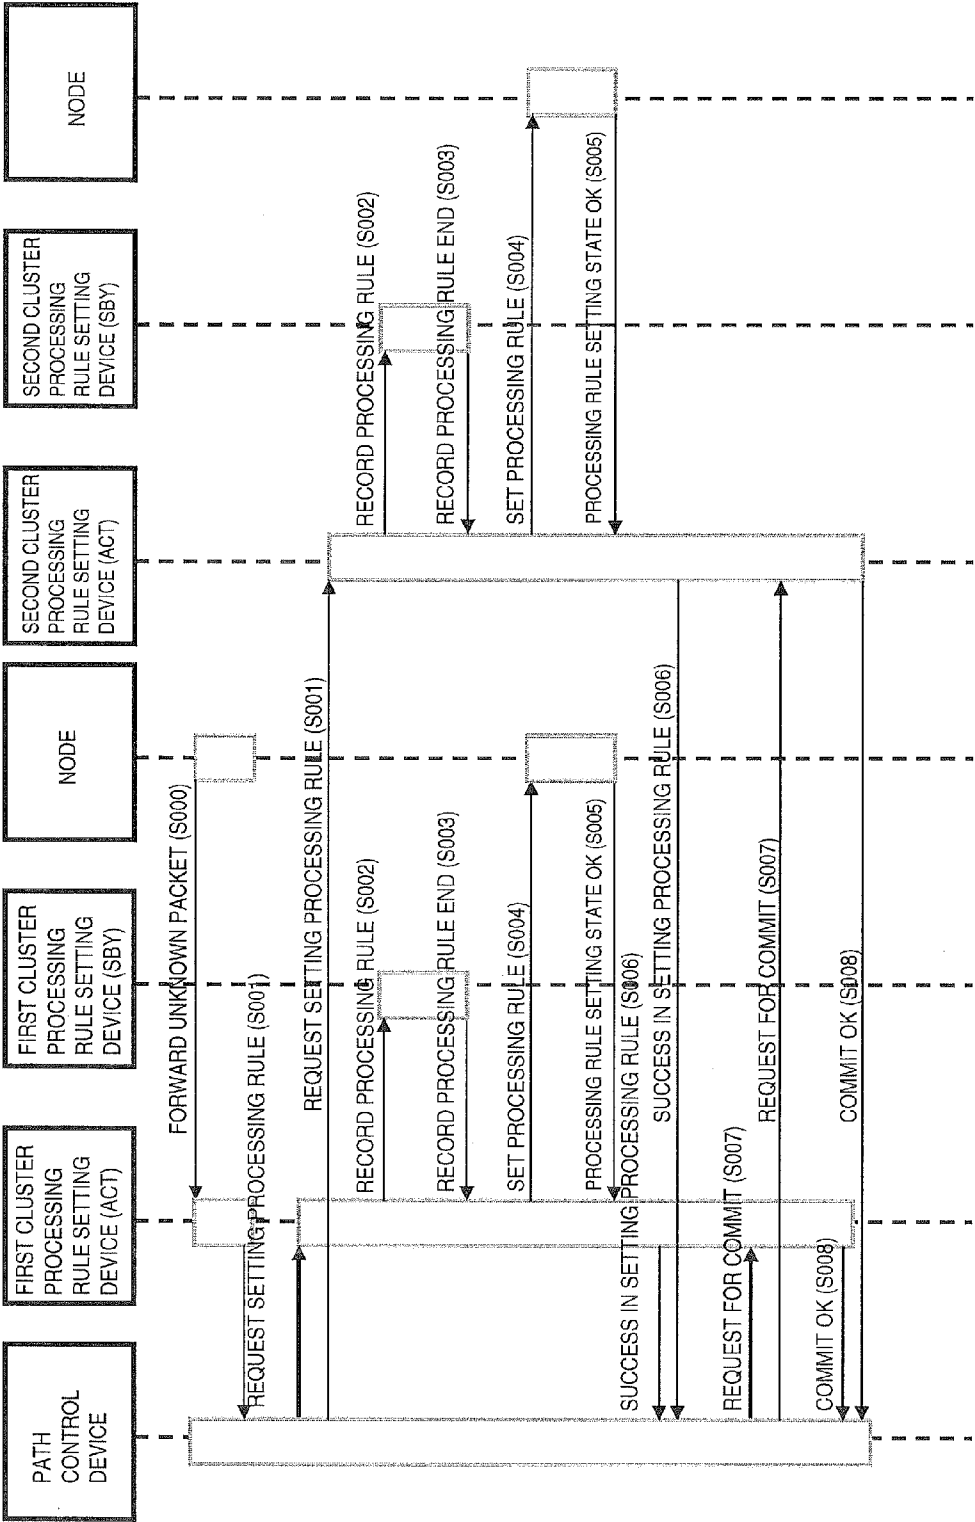 PATH
CONTROL
DEVICE
FIRST CLUSTER
PROCESSING
RULE SETTING
DEVICE (ACT)
FIRST CLUSTER
PROCESSING
RULE SETTING
DEVICE (SBY)
NODE
SECOND CLUSTER
PROCESSING
RULE SETTING
DEVICE (ACT)
SECOND CLUSTER
PROCESSING
RULE SETTING
DEVICE (SBY)
NODE
FORWARD UNKNOWN PACKET (S000)
REQUEST SETTING PROCESSING RULE (S001)
REQUEST SETTING PROCESSING RULE (S001)
RECORD PROCESSING RULE (S002)
RECORD PROCESSING RULE (S002)
RECORD PROCESSING RULE END (S003)
RECORD PROCESSING RULE END (S003)
SET PROCESSING RULE (S004)
SET PROCESSING RULE (S004)
PROCESSING RULE SETTING STATE OK (S005)
PROCESSING RULE SETTING STATE OK (S005)
SUCCESS IN SETTING PROCESSING RULE (S006)
SUCCESS IN SETTING PROCESSING RULE (S006)
REQUEST FOR COMMIT (S007)
REQUEST FOR COMMIT (S007)
COMMIT OK (S008)
COMMIT OK (S008)